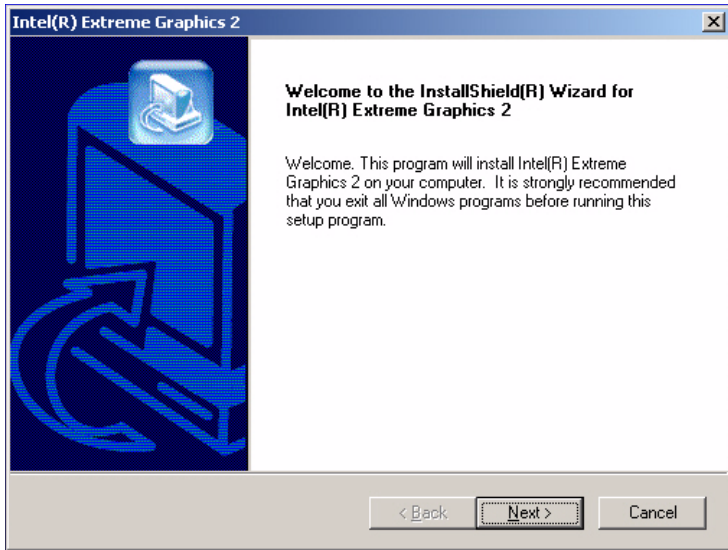 Intel(R) Extreme Graphics 2
Welcome to the InstallShield(R) Wizard for
Intel(R) Extreme Graphics 2
Welcome. This program will install Intel(R) Extreme
Graphics 2 on your computer. It is strongly recommended
that you exit all Windows programs before running this
setup program.
< Back
Next >
Cancel